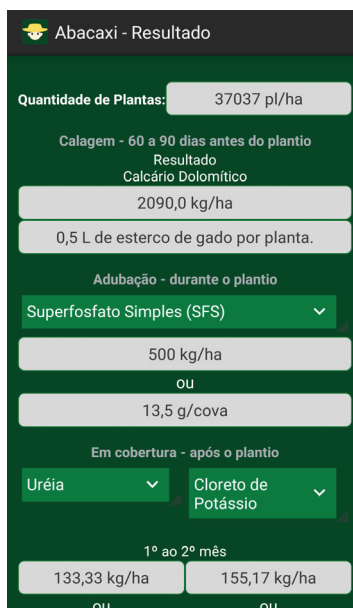 Abacaxi - Resultado
Quantidade de Plantas: 37037 pl/ha
Calagem - 60 a 90 dias antes do plantio
Resultado
Calcário Dolomítico
2090,0 kg/ha
0,5 L de esterco de gado por planta.
Adubação - durante o plantio
Superfosfato Simples (SFS)
500 kg/ha
ou
13,5 g/cova
Em cobertura - após o plantio
Uréia
Cloreto de
Potássio
1º ao 2º mês
133,33 kg/ha 155,17 kg/ha
ou ou